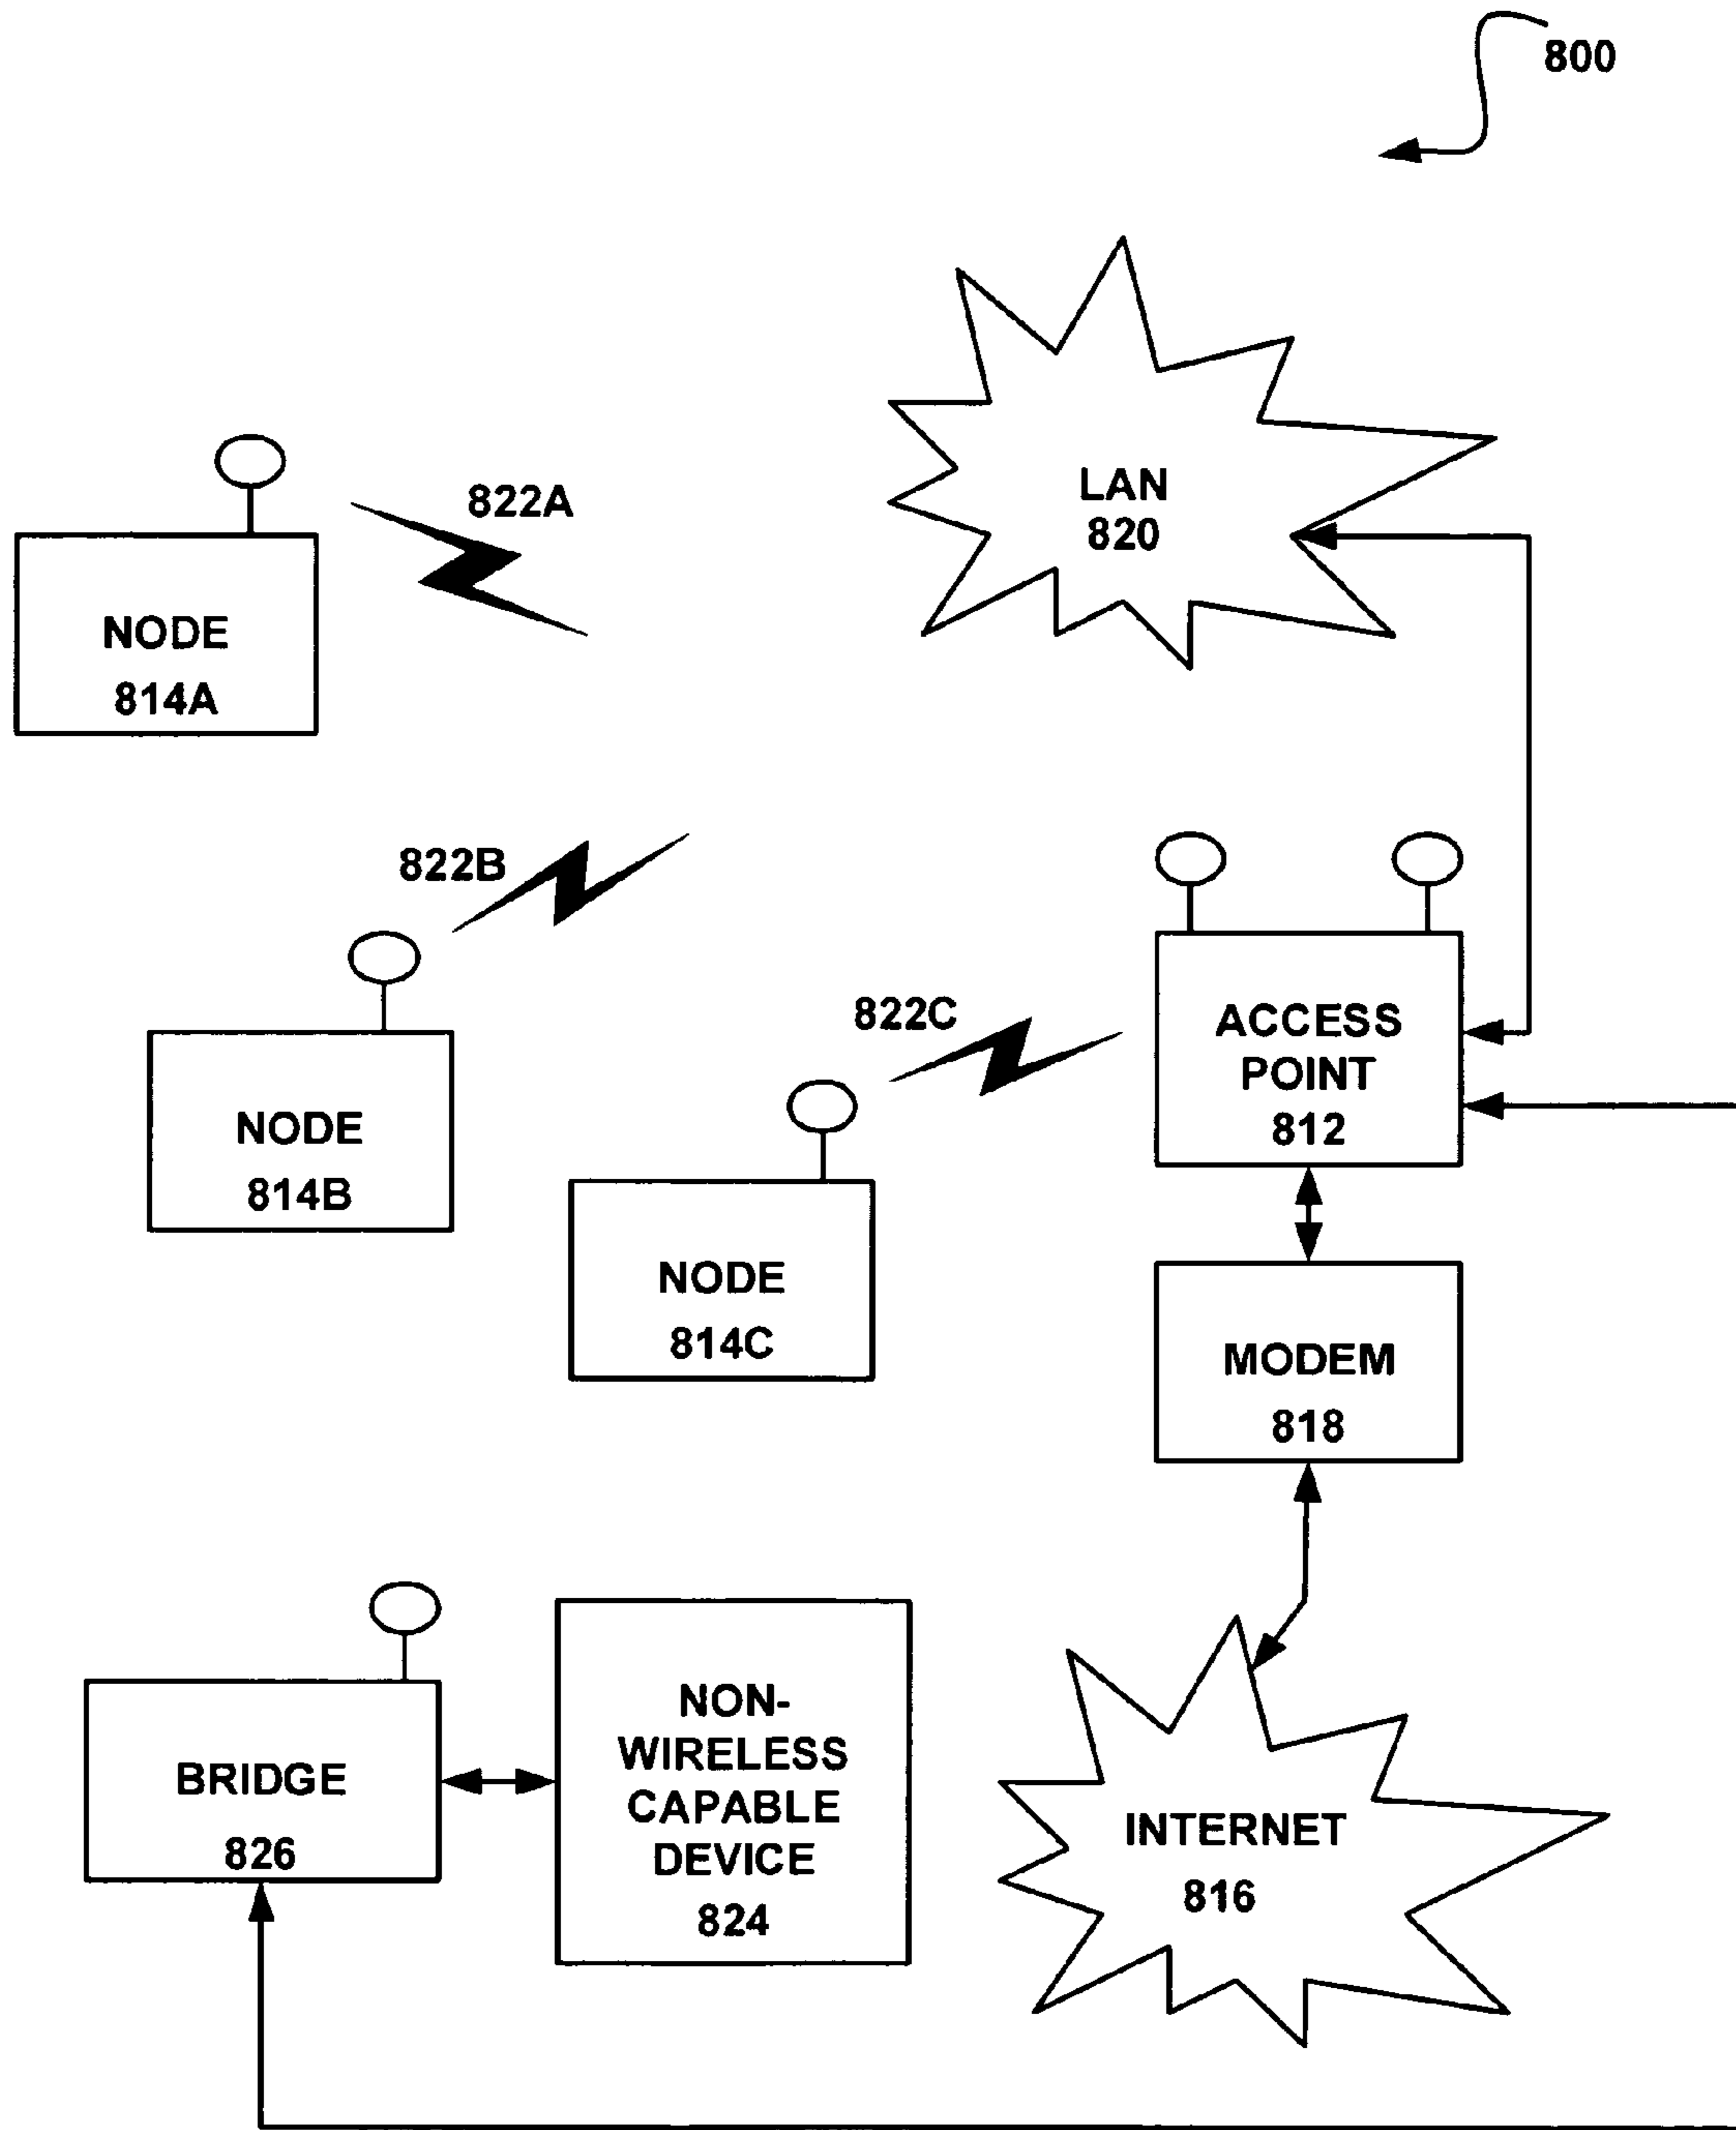 800
LAN
820
822A
NODE
814A
822B
822C
ACCESS
POINT
812
NODE
814B
NODE
814C
MODEM
818
NON-
WIRELESS
CAPABLE
DEVICE
824
BRIDGE
826
INTERNET
816